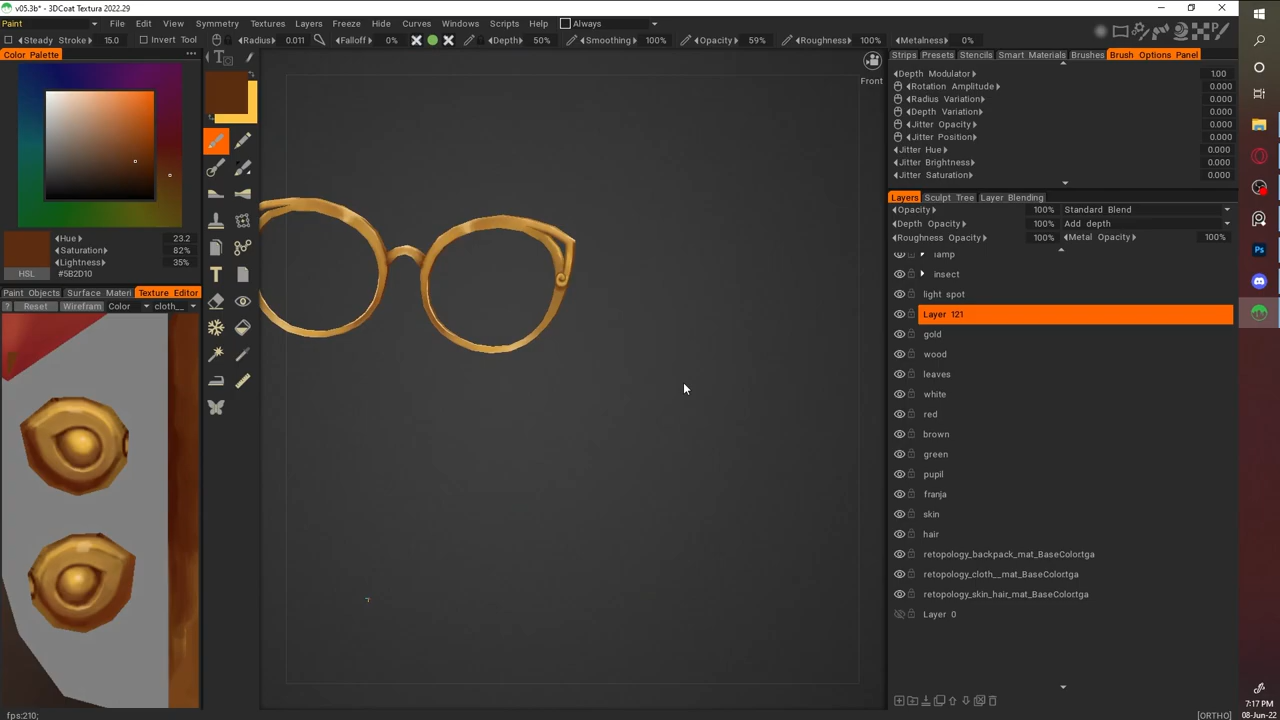 v05.3b* - 3DCoat Textura 2022.29
Paint File Edit View Symmetry Textures Layers Freeze Hide Curves Windows Scripts Help Always
Steady Stroke 15.0 Invert Tool Radius 0.011 Falloff 0% Depth 50% Smoothing 100% Opacity 59% Roughness 100% Metalness 0%
Color Palette
Front
Strips Presets Stencils Smart Materials Brushes Brush Options Panel
Depth Modulator 1.00
Rotation Amplitude 0.000
Radius Variation 0.000
Depth Variation 0.000
Jitter Opacity 0.000
Jitter Position 0.000
Jitter Hue 0.000
Jitter Brightness 0.000
Jitter Saturation 0.000
Layers Sculpt Tree Layer Blending
Opacity 100% Standard Blend
Depth Opacity 100% Add depth
Roughness Opacity 100% Metal Opacity 100%
Hue 23.2
Saturation 82%
Lightness 35%
HSL #5B2D10
Paint Objects Surface Materi Texture Editor
? Reset Wirefram Color cloth__
lamp
insect
light spot
Layer 121
gold
wood
leaves
white
red
brown
green
pupil
franja
skin
hair
retopology_backpack_mat_BaseColor.tga
retopology_cloth__mat_BaseColor.tga
retopology_skin_hair_mat_BaseColor.tga
Layer 0
fps:210;
[ORTHO]
7:17 PM
08-Jun-22
T
Ps